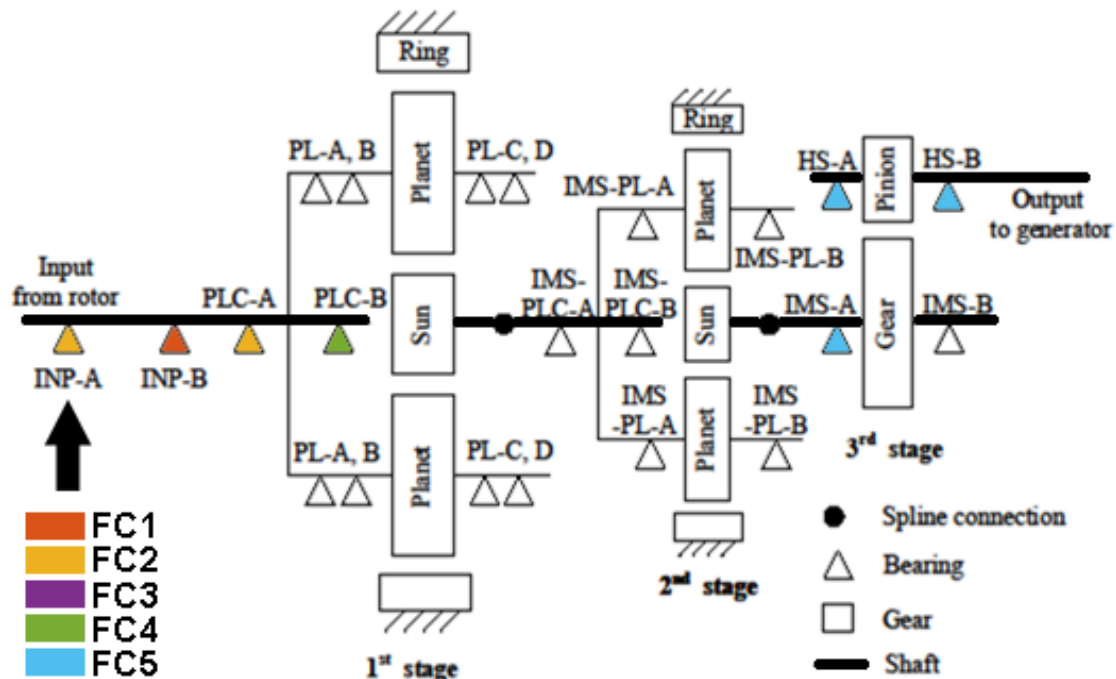 Ring
PL-A, B
Planet
PL-C, D
Ring
IMS-PL-A
Planet
IMS-PL-B
HS-A
Pinion
HS-B
Output
to generator
Input
from rotor
PLC-A
PLC-B
Sun
IMS-
PLC-A
IMS-
PLC-B
Sun
IMS-A
Gear
IMS-B
INP-A
INP-B
PL-A, B
Planet
PL-C, D
IMS
-PL-A
Planet
IMS
-PL-B
3rd stage
2nd stage
1st stage
FC1
FC2
FC3
FC4
FC5
Spline connection
Bearing
Gear
Shaft